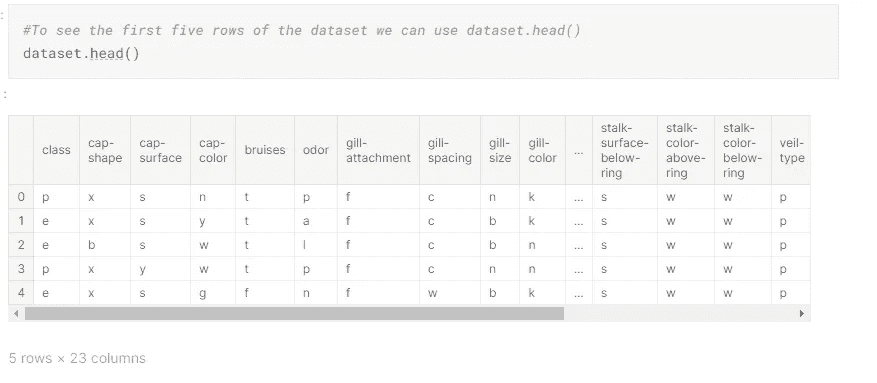 #To see the first five rows of the dataset we can use dataset.head()
dataset.head()
class cap-shape cap-surface cap-color bruises odor gill-attachment gill-spacing gill-size gill-color ... stalk-surface-below-ring stalk-color-above-ring stalk-color-below-ring veil-type
0 p x s n t p f c n k ... s w w p
1 e x s y t a f c b k ... s w w p
2 e b s w t l f c b n ... s w w p
3 p x y w t p f c n n ... s w w p
4 e x s g f n f w b k ... s w w p
5 rows × 23 columns